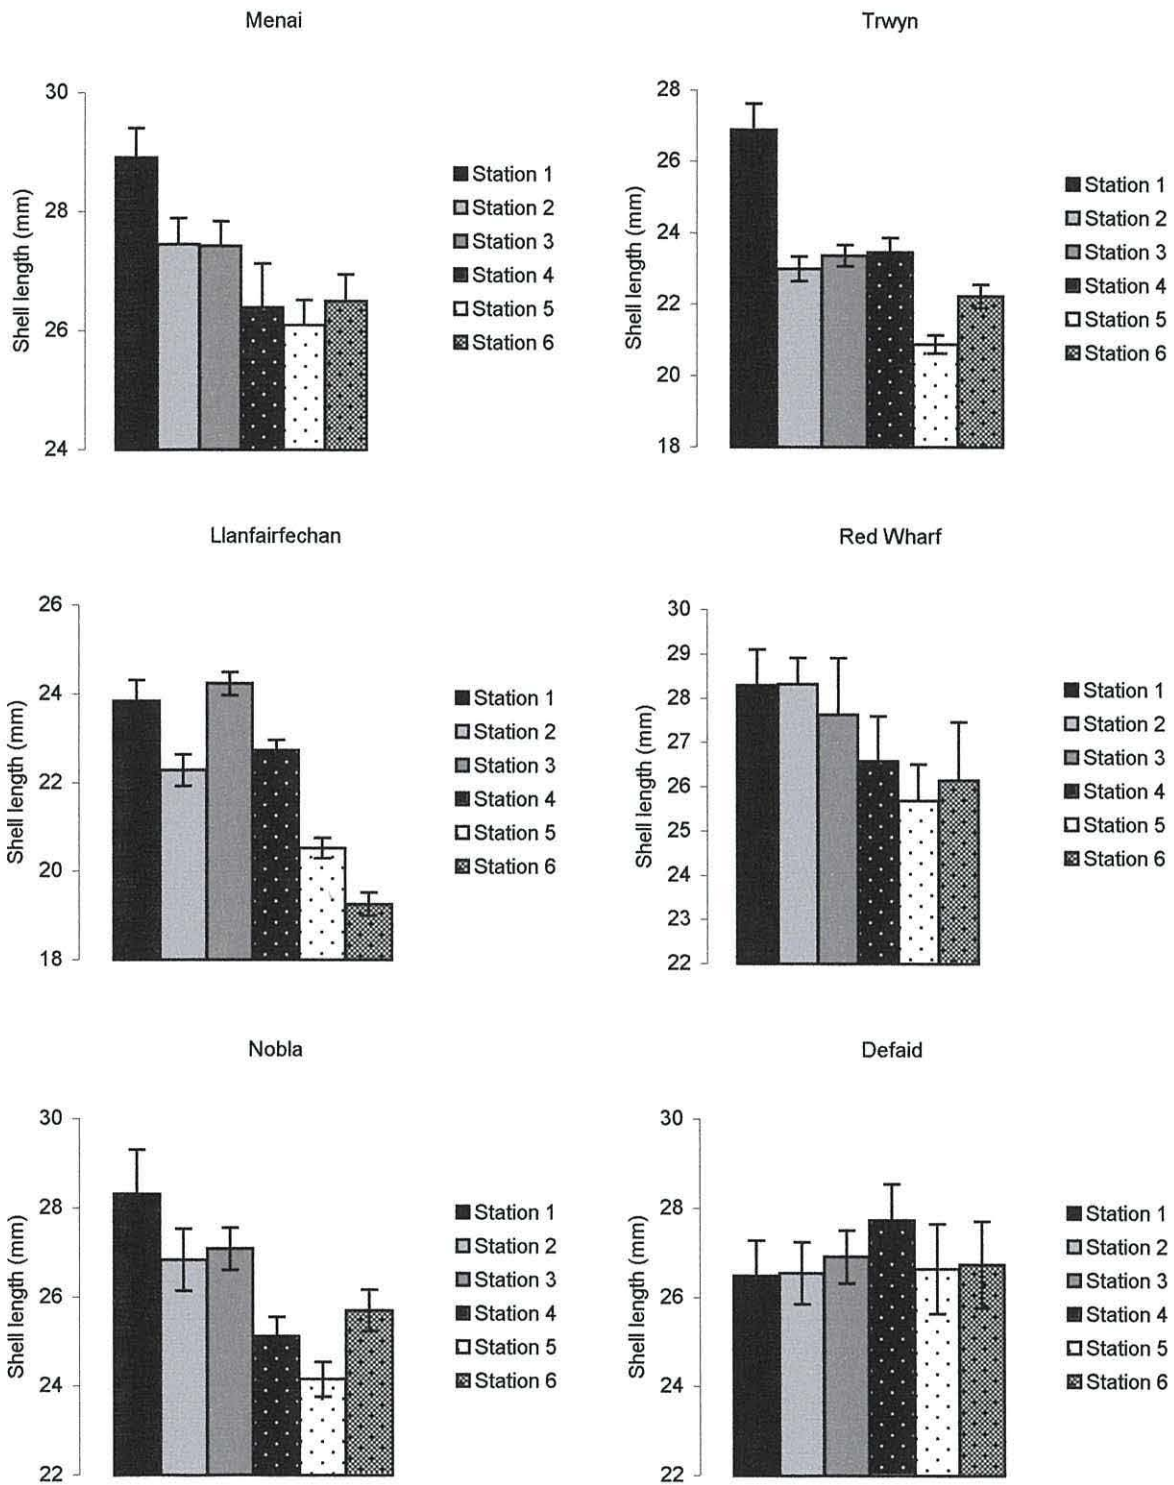 Menai
Shell length (mm)
30
28
26
24
Station 1
Station 2
Station 3
Station 4
Station 5
Station 6
Trwyn
Shell length (mm)
28
26
24
22
20
18
Station 1
Station 2
Station 3
Station 4
Station 5
Station 6
Llanfairfechan
Shell length (mm)
26
24
22
20
18
Station 1
Station 2
Station 3
Station 4
Station 5
Station 6
Red Wharf
Shell length (mm)
30
29
28
27
26
25
24
23
22
Station 1
Station 2
Station 3
Station 4
Station 5
Station 6
Nobla
Shell length (mm)
30
28
26
24
22
Station 1
Station 2
Station 3
Station 4
Station 5
Station 6
Defaid
Shell length (mm)
30
28
26
24
22
Station 1
Station 2
Station 3
Station 4
Station 5
Station 6